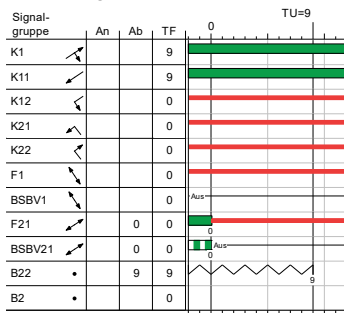 Signal-
gruppe An Ab TF 0 TU=9
K1 9
K11 9
K12 0
K21 0
K22 0
F1 0
BSBV1 0 Aus
F21 0 0 0
BSBV21 0 0 0 Aus
B22 9 9 9
B2 0